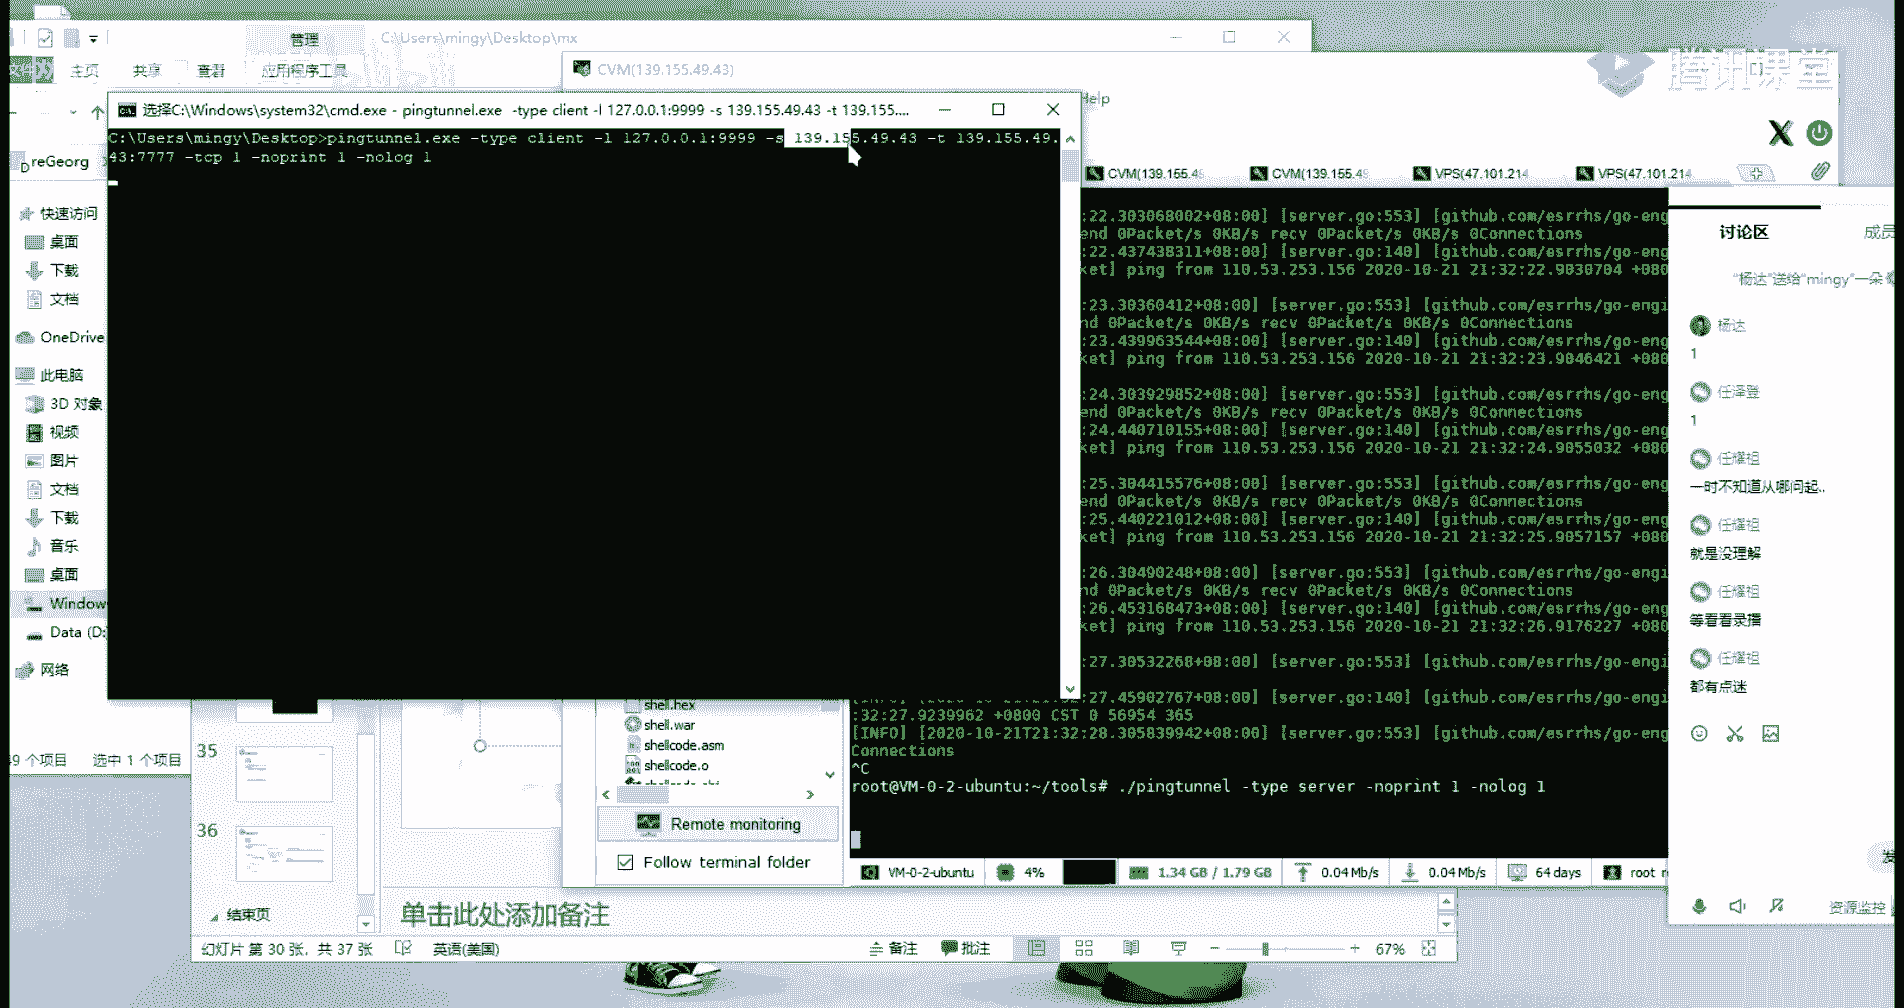 管理
C:\Users\mingy\Desktop\mx
主页
共享
查看
应用程序工具
CVM(139.155.49.43)
腾讯课堂
Help
选择C:\Windows\system32\cmd.exe - pingtunnel.exe  -type client -l 127.0.0.1:9999 -s 139.155.49.43 -t 139.155....
C:\Users\mingy\Desktop>pingtunnel.exe -type client -l 127.0.0.1:9999 -s 139.155.49.43 -t 139.155.49.
43:7777 -tcp 1 -noprint 1 -nolog 1
reGeorg
快速访问
桌面
下载
文档
OneDrive
此电脑
3D 对象
视频
图片
文档
下载
音乐
桌面
Window
Data (D:
网络
9 个项目
选中 1 个项目
CVM(139.155.49
CVM(139.155.49
VPS(47.101.214
VPS(47.101.214
:22.303068002+08:00] [server.go:553] [github.com/esrrhs/go-eng
end 0Packet/s 0KB/s recv 0Packet/s 0KB/s 0Connections
:22.437438311+08:00] [server.go:140] [github.com/esrrhs/go-eng
ket] ping from 110.53.253.156 2020-10-21 21:32:22.9030704 +080
:23.30360412+08:00] [server.go:553] [github.com/esrrhs/go-engi
nd 0Packet/s 0KB/s recv 0Packet/s 0KB/s 0Connections
:23.439963544+08:00] [server.go:140] [github.com/esrrhs/go-eng
ket] ping from 110.53.253.156 2020-10-21 21:32:23.9046421 +080
:24.303929852+08:00] [server.go:553] [github.com/esrrhs/go-eng
end 0Packet/s 0KB/s recv 0Packet/s 0KB/s 0Connections
:24.440710155+08:00] [server.go:140] [github.com/esrrhs/go-eng
ket] ping from 110.53.253.156 2020-10-21 21:32:24.9055032 +080
:25.304415576+08:00] [server.go:553] [github.com/esrrhs/go-eng
end 0Packet/s 0KB/s recv 0Packet/s 0KB/s 0Connections
:25.440221012+08:00] [server.go:140] [github.com/esrrhs/go-eng
ket] ping from 110.53.253.156 2020-10-21 21:32:25.9057157 +080
:26.30490248+08:00] [server.go:553] [github.com/esrrhs/go-engi
nd 0Packet/s 0KB/s recv 0Packet/s 0KB/s 0Connections
:26.453168473+08:00] [server.go:140] [github.com/esrrhs/go-eng
ket] ping from 110.53.253.156 2020-10-21 21:32:26.9176227 +080
:27.30532268+08:00] [server.go:553] [github.com/esrrhs/go-engi
:27.45902767+08:00] [server.go:140] [github.com/esrrhs/go-engi
:32:27.9239962 +0800 CST 0 56954 365
[INFO] [2020-10-21T21:32:28.305839942+08:00] [server.go:553] [github.com/esrrhs/go-eng
Connections
^C
root@VM-0-2-ubuntu:~/tools# ./pingtunnel -type server -noprint 1 -nolog 1
shell.hex
shell.war
shellcode.asm
shellcode.o
Remote monitoring
Follow terminal folder
VM-0-2-ubuntu
4%
1.34 GB / 1.79 GB
0.04 Mb/s
0.04 Mb/s
64 days
root
讨论区
成员
“杨达”送给“mingy”一朵
杨达
1
任泽登
1
任耀祖
一时不知道从哪问起..
任耀祖
就是没理解
任耀祖
等看看录播
任耀祖
都有点迷
资源监控
35
36
结束页
单击此处添加备注
幻灯片 第 30 张，共 37 张
英语(美国)
备注
批注
67%